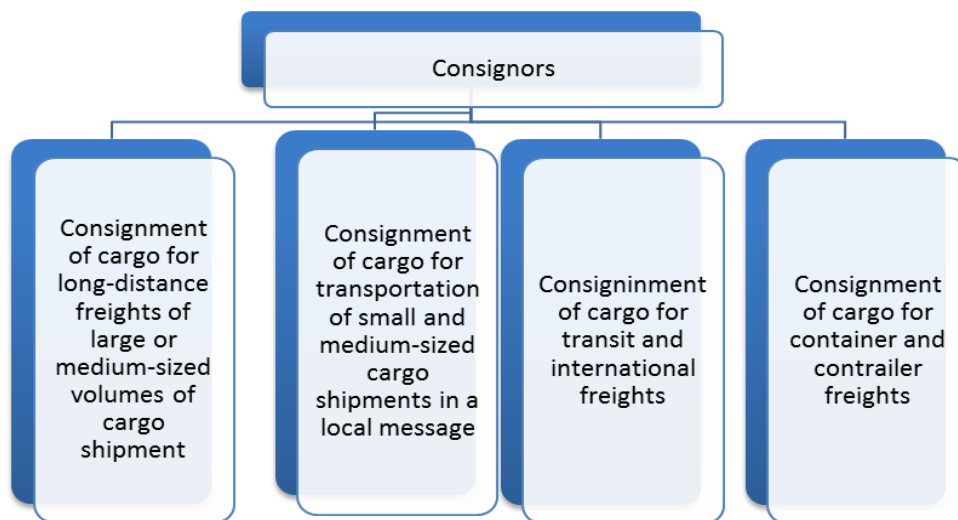 Consignors
Consignment
of cargo for
long-distance
freights of
large or
medium-sized
volumes of
cargo
shipment
Consignment
of cargo for
transportation
of small and
medium-sized
cargo
shipments in a
local message
Consigninment
of cargo for
transit and
international
freights
Consignment
of cargo for
container and
contrailer
freights